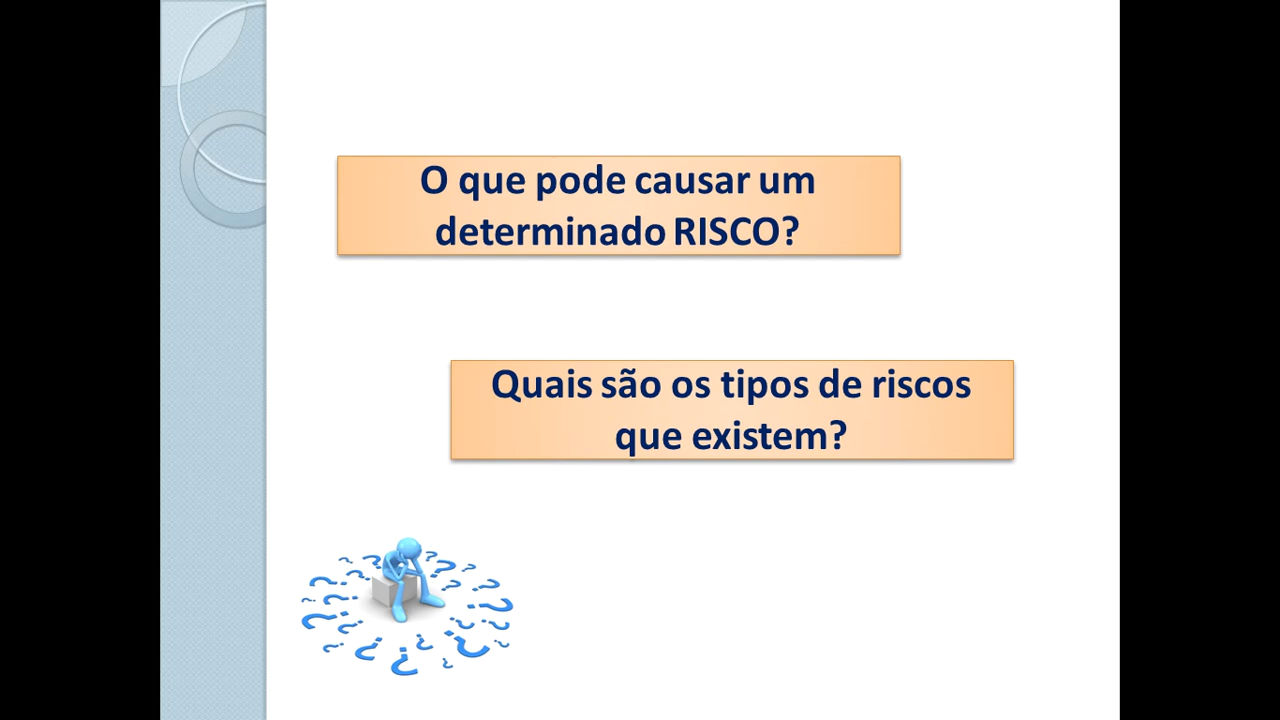 O que pode causar um
determinado RISCO?
Quais são os tipos de riscos
que existem?